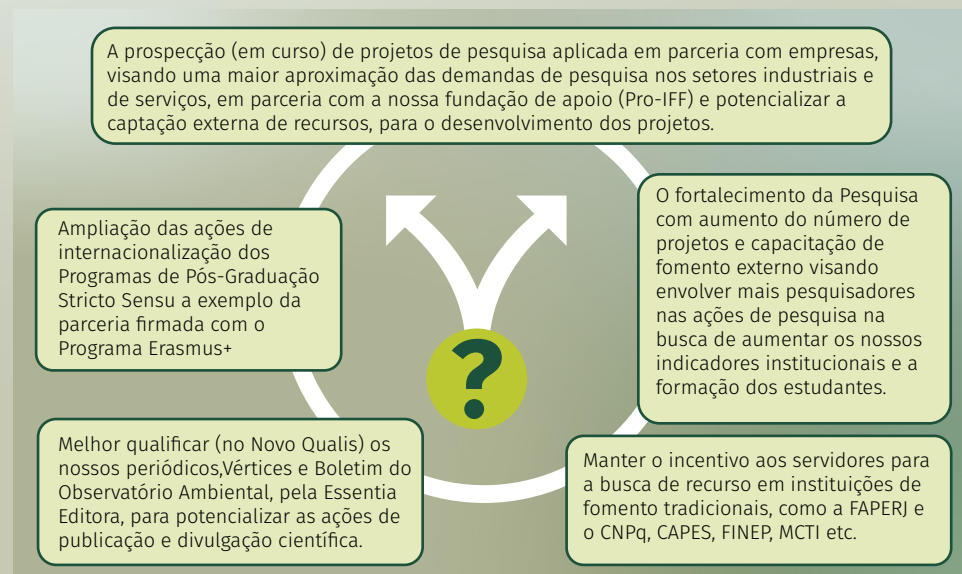 A prospecção (em curso) de projetos de pesquisa aplicada em parceria com empresas,
visando uma maior aproximação das demandas de pesquisa nos setores industriais e
de serviços, em parceria com a nossa fundação de apoio (Pro-IFF) e potencializar a
captação externa de recursos, para o desenvolvimento dos projetos.
Ampliação das ações de
internacionalização dos
Programas de Pós-Graduação
Stricto Sensu a exemplo da
parceria firmada com o
Programa Erasmus+
O fortalecimento da Pesquisa
com aumento do número de
projetos e capacitação de
fomento externo visando
envolver mais pesquisadores
nas ações de pesquisa na
busca de aumentar os nossos
indicadores institucionais e a
formação dos estudantes.
?
Melhor qualificar (no Novo Qualis) os
nossos periódicos,Vértices e Boletim do
Observatório Ambiental, pela Essentia
Editora, para potencializar as ações de
publicação e divulgação científica.
Manter o incentivo aos servidores para
a busca de recurso em instituições de
fomento tradicionais, como a FAPERJ e
o CNPq, CAPES, FINEP, MCTI etc.